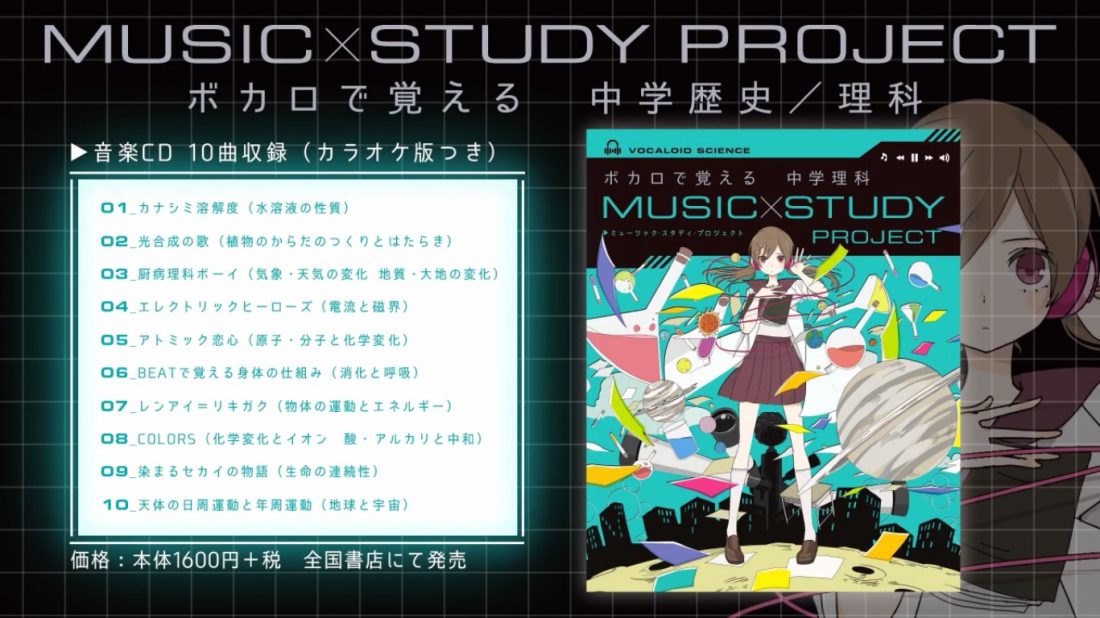 MUSIC×STUDY PROJECT
ボカロで覚える 中学歴史／理科
▶音楽CD 10曲収録（カラオケ版つき）
01_カナシミ溶解度（水溶液の性質）
02_光合成の歌（植物のからだのつくりとはたらき）
03_厨病理科ボーイ（気象・天気の変化 地質・大地の変化）
04_エレクトリックヒーローズ（電流と磁界）
05_アトミック恋心（原子・分子と化学変化）
06_BEATで覚える身体の仕組み（消化と呼吸）
07_レンアイ＝リキガク（物体の運動とエネルギー）
08_COLORS（化学変化とイオン 酸・アルカリと中和）
09_染まるセカイの物語（生命の連続性）
10_天体の日周運動と年周運動（地球と宇宙）
価格：本体1600円＋税 全国書店にて発売
VOCALOID SCIENCE
ボカロで覚える 中学理科
MUSIC×STUDY
▶ミュージック・スタディ・プロジェクト
PROJECT